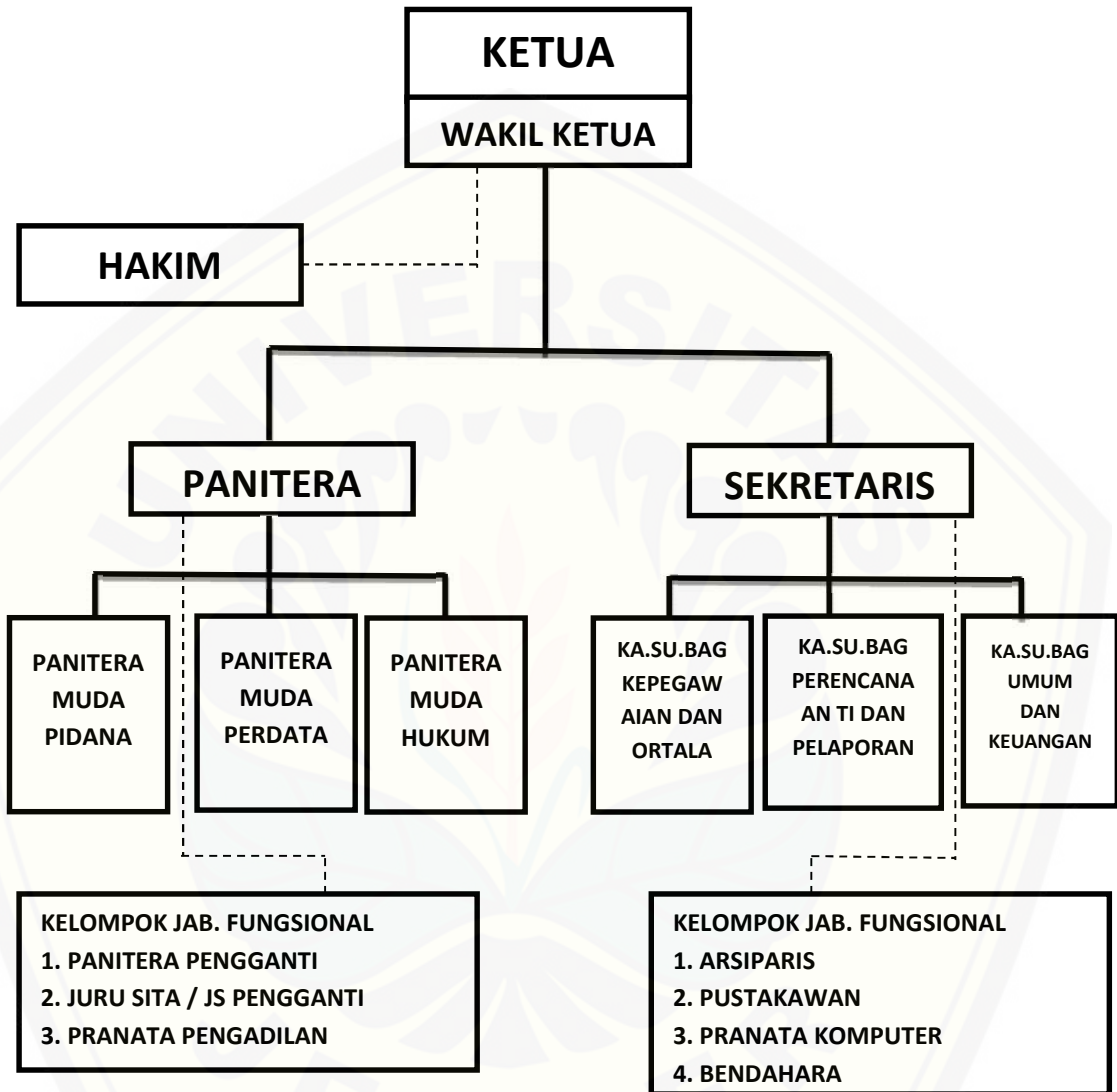 KETUA
WAKIL KETUA
HAKIM
PANITERA
SEKRETARIS
PANITERA
MUDA
PIDANA
PANITERA
MUDA
PERDATA
PANITERA
MUDA
HUKUM
KA.SU.BAG
KEPEGAW
AIAN DAN
ORTALA
KA.SU.BAG
PERENCANA
AN TI DAN
PELAPORAN
KA.SU.BAG
UMUM
DAN
KEUANGAN
KELOMPOK JAB. FUNGSIONAL
1. PANITERA PENGGANTI
2. JURU SITA / JS PENGGANTI
3. PRANATA PENGADILAN
KELOMPOK JAB. FUNGSIONAL
1. ARSIPARIS
2. PUSTAKAWAN
3. PRANATA KOMPUTER
4. BENDAHARA
UNIVERSITAS